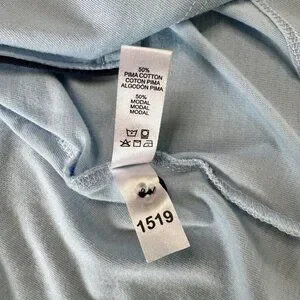 50%
PIMA COTTON
COTON PIMA
ALGODÓN PIMA
50%
MODAL
MODAL
MODAL
1519